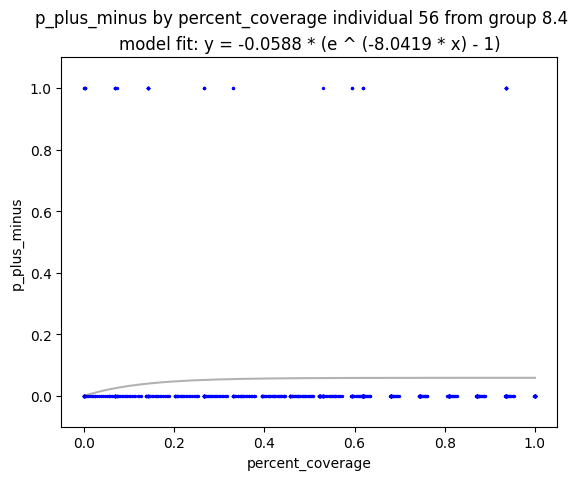 p_plus_minus by percent_coverage individual 56 from group 8.4
model fit: y = -0.0588 * (e ^ (-8.0419 * x) - 1)
1.0
0.8
0.6
0.4
0.2
0.0
p_plus_minus
0.0 0.2 0.4 0.6 0.8 1.0
percent_coverage